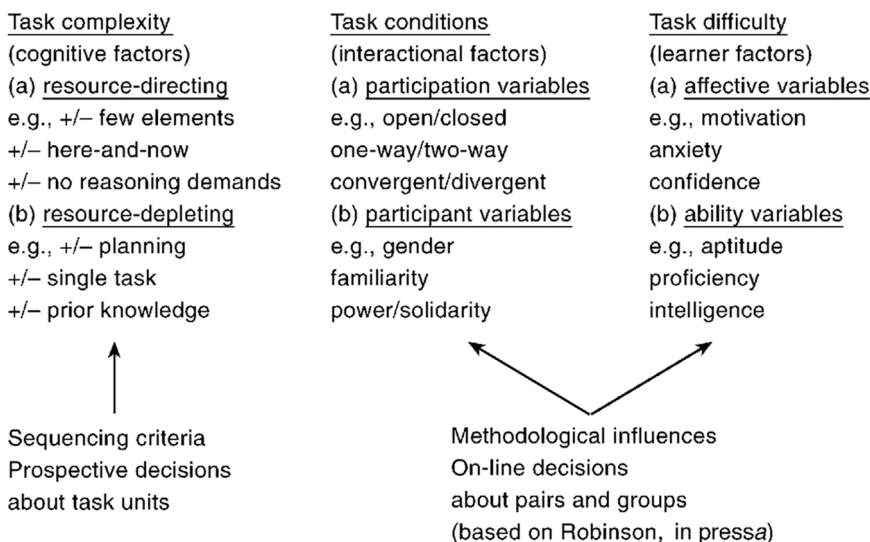 Task complexity
(cognitive factors)
(a) resource-directing
e.g., +/– few elements
+/– here-and-now
+/– no reasoning demands
(b) resource-depleting
e.g., +/– planning
+/– single task
+/– prior knowledge
Task conditions
(interactional factors)
(a) participation variables
e.g., open/closed
one-way/two-way
convergent/divergent
(b) participant variables
e.g., gender
familiarity
power/solidarity
Task difficulty
(learner factors)
(a) affective variables
e.g., motivation
anxiety
confidence
(b) ability variables
e.g., aptitude
proficiency
intelligence
Sequencing criteria
Prospective decisions
about task units
Methodological influences
On-line decisions
about pairs and groups
(based on Robinson, in pressa)